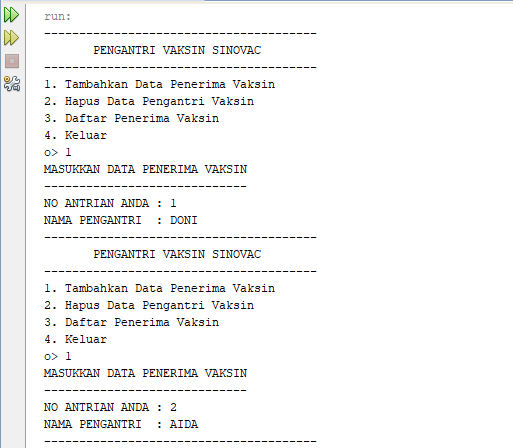 run:
---------------------------------------
       PENGANTRI VAKSIN SINOVAC
---------------------------------------
1. Tambahkan Data Penerima Vaksin
2. Hapus Data Pengantri Vaksin
3. Daftar Penerima Vaksin
4. Keluar
o> 1
MASUKKAN DATA PENERIMA VAKSIN
-----------------------------
NO ANTRIAN ANDA : 1
NAMA PENGANTRI  : DONI
---------------------------------------
       PENGANTRI VAKSIN SINOVAC
---------------------------------------
1. Tambahkan Data Penerima Vaksin
2. Hapus Data Pengantri Vaksin
3. Daftar Penerima Vaksin
4. Keluar
o> 1
MASUKKAN DATA PENERIMA VAKSIN
-----------------------------
NO ANTRIAN ANDA : 2
NAMA PENGANTRI  : AIDA
---------------------------------------